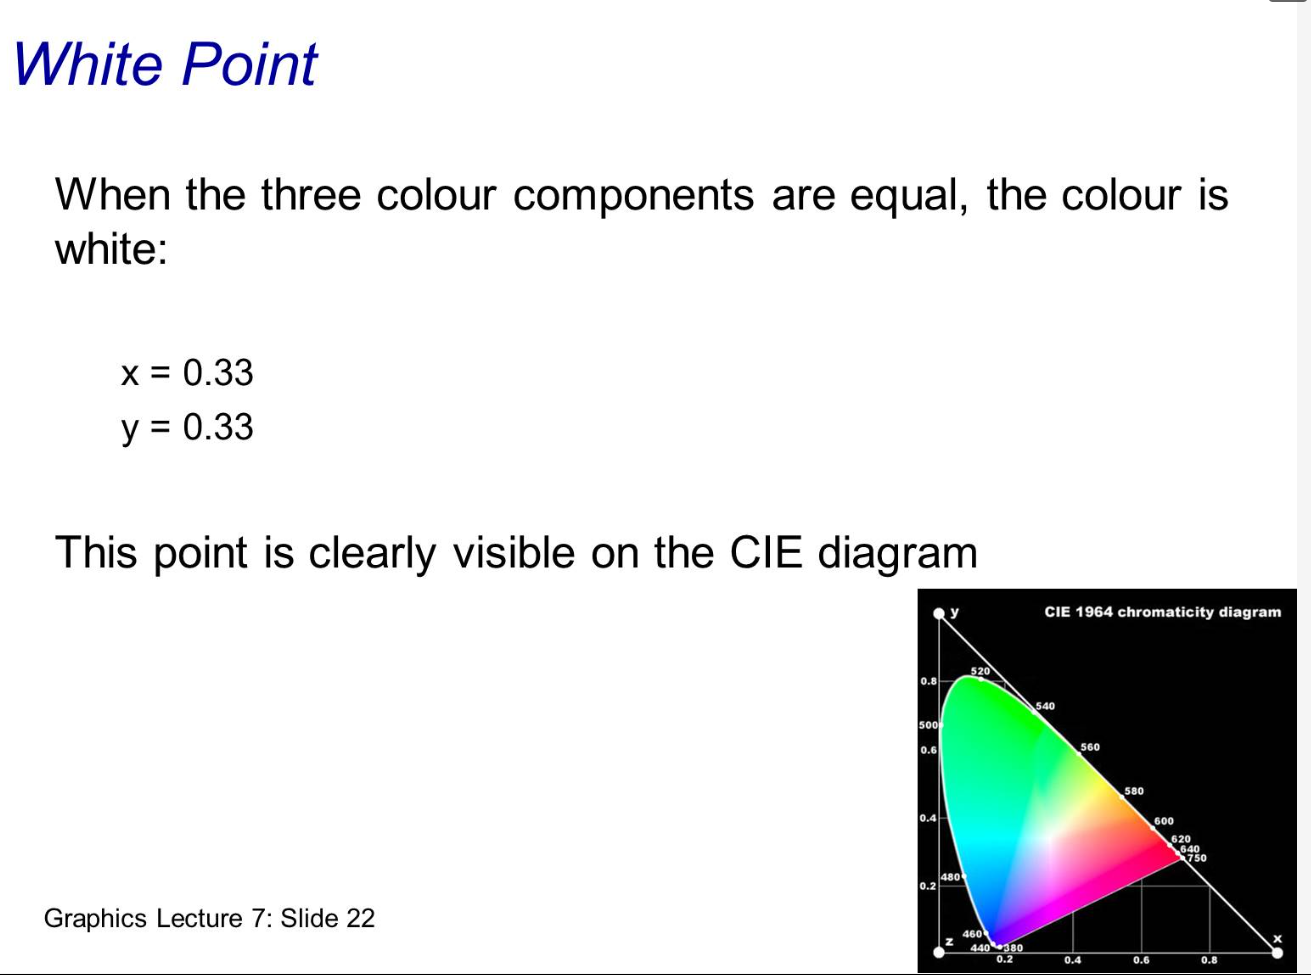 White Point
When the three colour components are equal, the colour is
white:
x = 0.33
y = 0.33
This point is clearly visible on the CIE diagram
y
CIE 1964 chromaticity diagram
520
0.8
540
500
0.6
560
580
0.4
600
620
640
750
480
0.2
460
z
440
380
x
0.2
0.4
0.6
0.8
Graphics Lecture 7: Slide 22